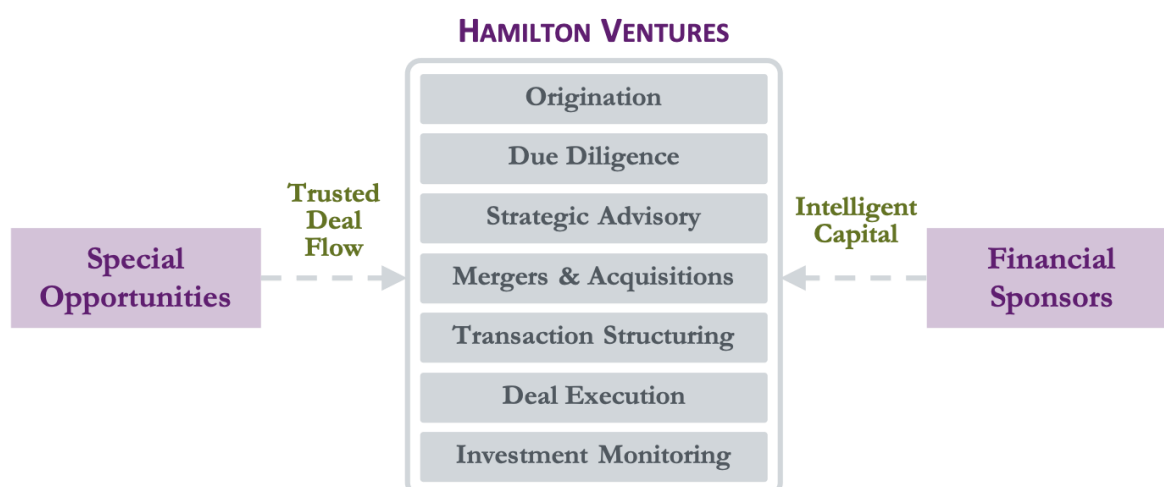 HAMILTON VENTURES
Origination
Due Diligence
Strategic Advisory
Mergers & Acquisitions
Transaction Structuring
Deal Execution
Investment Monitoring
Trusted
Deal
Flow
Special
Opportunities
Intelligent
Capital
Financial
Sponsors